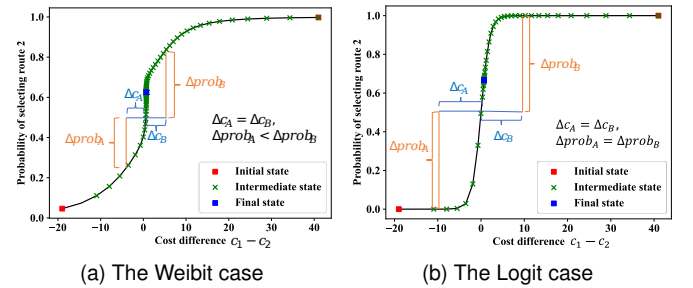 1.0
0.8
0.6
0.4
0.2
0.0
Probability of selecting route 2
−20
−10
0
10
20
30
40
Cost difference c₁ − c₂
Δprob_B
Δc_A
Δprob_A
Δc_B
Δc_A = Δc_B,
Δprob_A < Δprob_B
Initial state
Intermediate state
Final state
(a) The Weibit case
1.0
0.8
0.6
0.4
0.2
0.0
Probability of selecting route 2
−20
−10
0
10
20
30
40
Cost difference c₁ − c₂
Δprob_B
Δc_A
Δprob_A
Δc_B
Δc_A = Δc_B,
Δprob_A = Δprob_B
Initial state
Intermediate state
Final state
(b) The Logit case